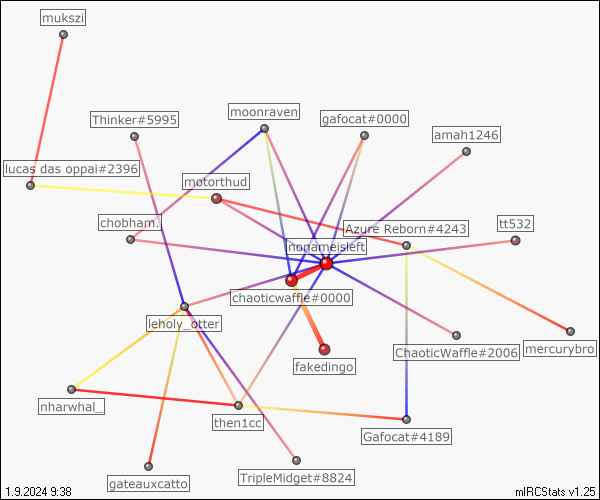 mukszi
Thinker#5995
moonraven
gafocat#0000
amah1246
lucas das oppai#2396
motorthud
chobham.
Azure Reborn#4243
tt532
nonameisleft
chaoticwaffle#0000
leholy_otter
ChaoticWaffle#2006
mercurybro
fakedingo
nharwhal_
then1cc
Gafocat#4189
gateauxcatto
TripleMidget#8824
1.9.2024 9:38
mIRCStats v1.25